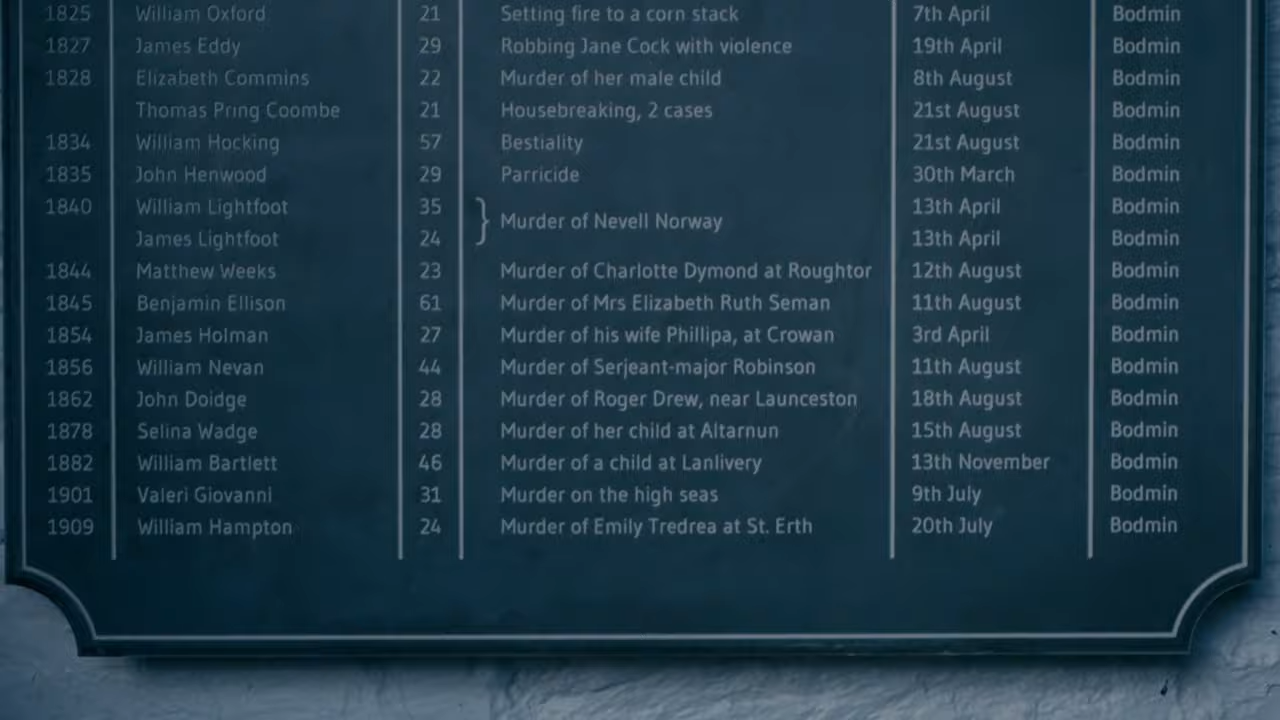 1825 William Oxford 21 Setting fire to a corn stack 7th April Bodmin
1827 James Eddy 29 Robbing Jane Cock with violence 19th April Bodmin
1828 Elizabeth Commins 22 Murder of her male child 8th August Bodmin
Thomas Pring Coombe 21 Housebreaking, 2 cases 21st August Bodmin
1834 William Hocking 57 Bestiality 21st August Bodmin
1835 John Henwood 29 Parricide 30th March Bodmin
1840 William Lightfoot 35 } Murder of Nevell Norway 13th April Bodmin
James Lightfoot 24 13th April Bodmin
1844 Matthew Weeks 23 Murder of Charlotte Dymond at Roughtor 12th August Bodmin
1845 Benjamin Ellison 61 Murder of Mrs Elizabeth Ruth Seman 11th August Bodmin
1854 James Holman 27 Murder of his wife Phillipa, at Crowan 3rd April Bodmin
1856 William Nevan 44 Murder of Serjeant-major Robinson 11th August Bodmin
1862 John Doidge 28 Murder of Roger Drew, near Launceston 18th August Bodmin
1878 Selina Wadge 28 Murder of her child at Altarnun 15th August Bodmin
1882 William Bartlett 46 Murder of a child at Lanlivery 13th November Bodmin
1901 Valeri Giovanni 31 Murder on the high seas 9th July Bodmin
1909 William Hampton 24 Murder of Emily Tredrea at St. Erth 20th July Bodmin